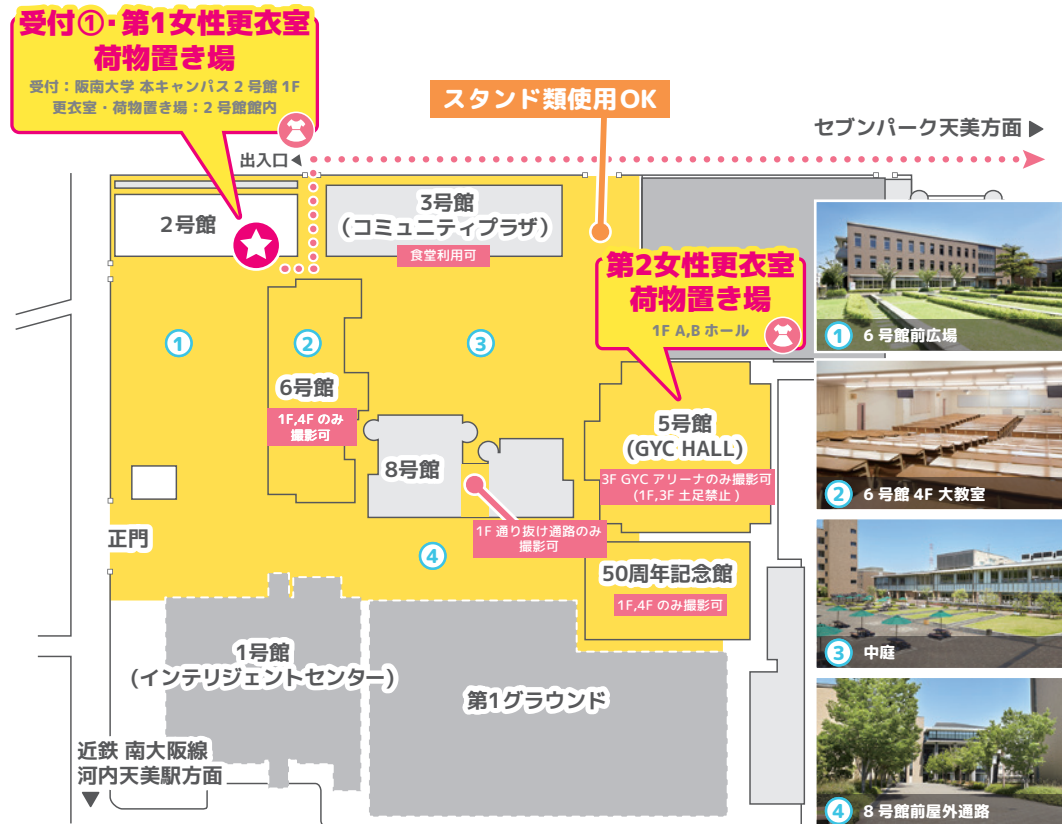 受付①・第1女性更衣室
荷物置き場
受付：阪南大学 本キャンパス 2 号館 1F
更衣室・荷物置き場：2 号館館内
スタンド類使用OK
セブンパーク天美方面 ▶
出入口◀
2号館
3号館
(コミュニティプラザ)
食堂利用可
第2女性更衣室
荷物置き場
1F A,B ホール
① 6 号館前広場
①
②
③
6号館
1F,4F のみ
撮影可
8号館
5号館
(GYC HALL)
3F GYC アリーナのみ撮影可
(1F,3F 土足禁止 )
② 6 号館 4F 大教室
1F 通り抜け通路のみ
撮影可
正門
④
50周年記念館
1F,4F のみ撮影可
③ 中庭
1号館
(インテリジェントセンター)
第1グラウンド
近鉄 南大阪線
河内天美駅方面
▼
④ 8 号館前屋外通路